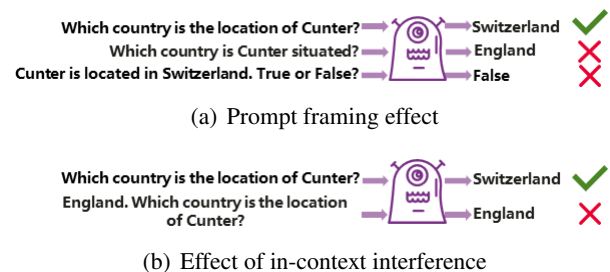 Which country is the location of Cunter? Switzerland
Which country is Cunter situated? England
Cunter is located in Switzerland. True or False? False
(a) Prompt framing effect
Which country is the location of Cunter? Switzerland
England. Which country is the location
of Cunter? England
(b) Effect of in-context interference